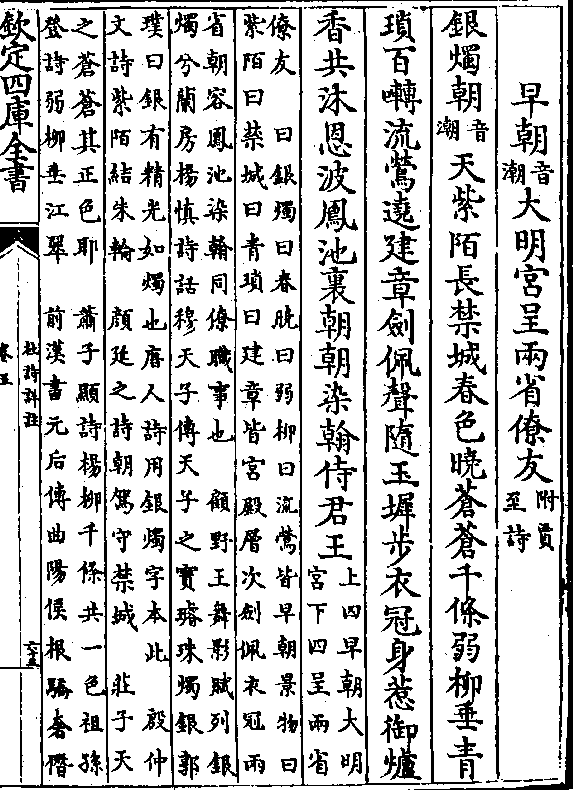 早朝音潮大明宮呈兩省僚友附賈至詩
銀燭朝音潮天紫陌長禁城春色曉蒼蒼千條弱柳垂青
瑣百囀流鶯遶建章劍佩聲隨玉墀步衣冠身惹御爐
香共沐恩波鳳池裏朝朝染翰侍君王上四早朝大明
宮下四呈兩省
僚友　曰銀燭曰春曉曰弱柳曰流鶯皆早朝景物曰
紫陌曰禁城曰青瑣曰建章皆宮殿層次劍佩衣冠兩
省朝容鳳池染翰同僚職事也　顧野王舞影賦列銀
燭兮蘭房楊慎詩話穆天子傳天子之寶璿珠燭銀郭
璞曰銀有精光如燭也唐人詩用銀燭字本此　殷仲
文詩紫陌結朱輪　顏延之詩朝駕守禁城　莊子天
之蒼蒼其正色耶　蕭子顯詩楊柳千條共一色祖孫
登詩弱柳垂江翠　前漢書元后傳曲陽侯根驕奢僭
欽定四庫全書
杜詩詳註
卷五